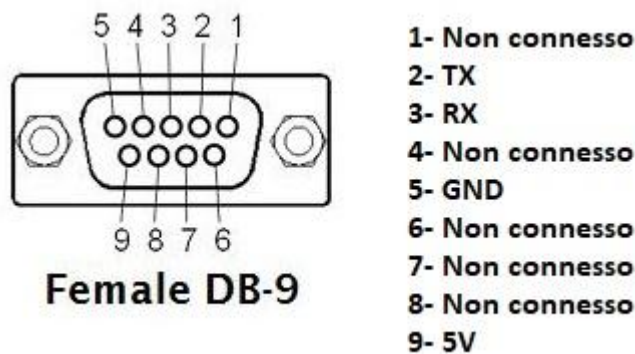 5 4 3 2 1
9 8 7 6
Female DB-9
1- Non connesso
2- TX
3- RX
4- Non connesso
5- GND
6- Non connesso
7- Non connesso
8- Non connesso
9- 5V